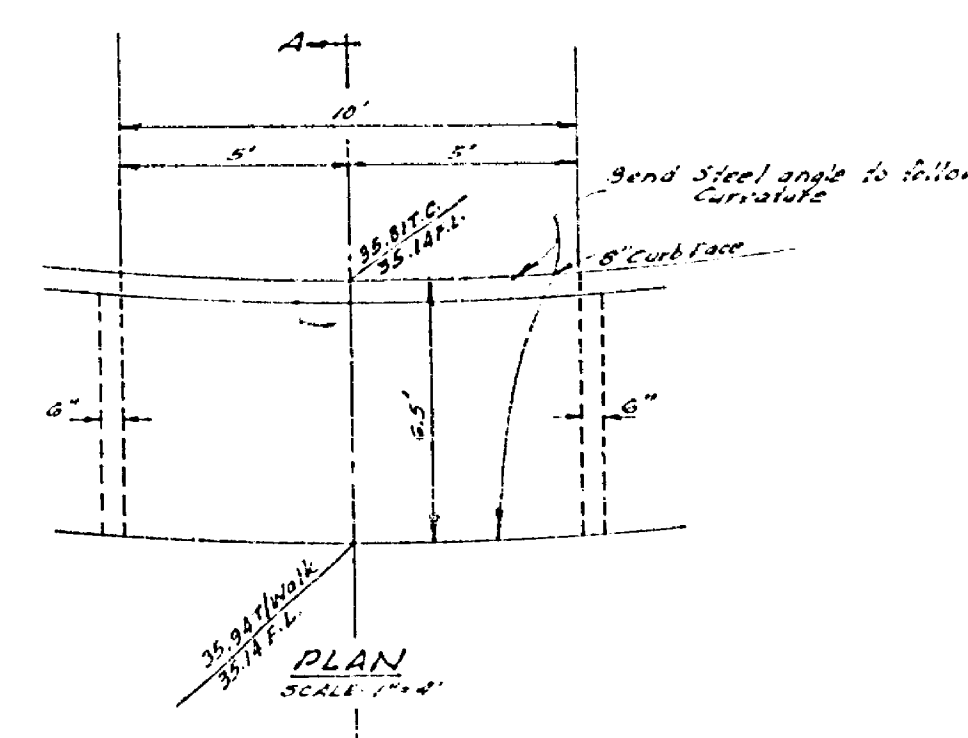 A
10'
5' 5'
Bend Steel angle to follow
Curvature
35.81 T.C.
35.14 F.L.
8" Curb Face
6.5'
6" 6"
35.94 T/Walk
35.14 F.L.
PLAN
SCALE 1"=4'